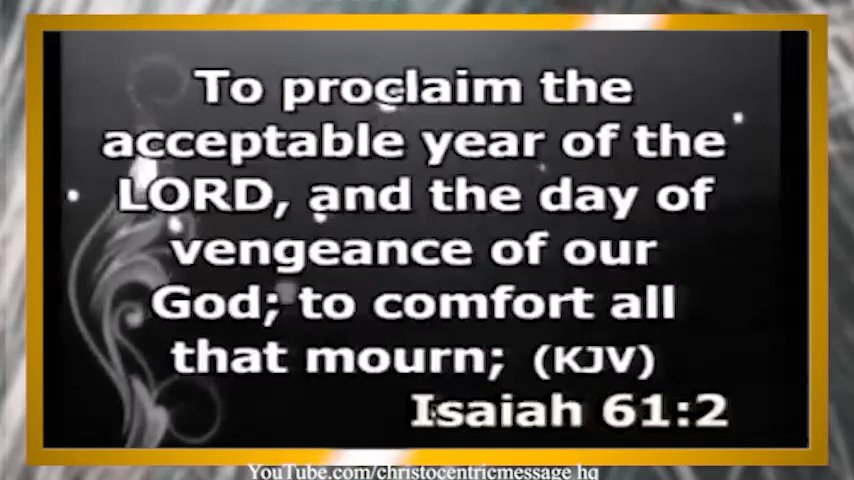 To proclaim the
acceptable year of the
LORD, and the day of
vengeance of our
God; to comfort all
that mourn; (KJV)
Isaiah 61:2
YouTube.com/christocentricmessage hq